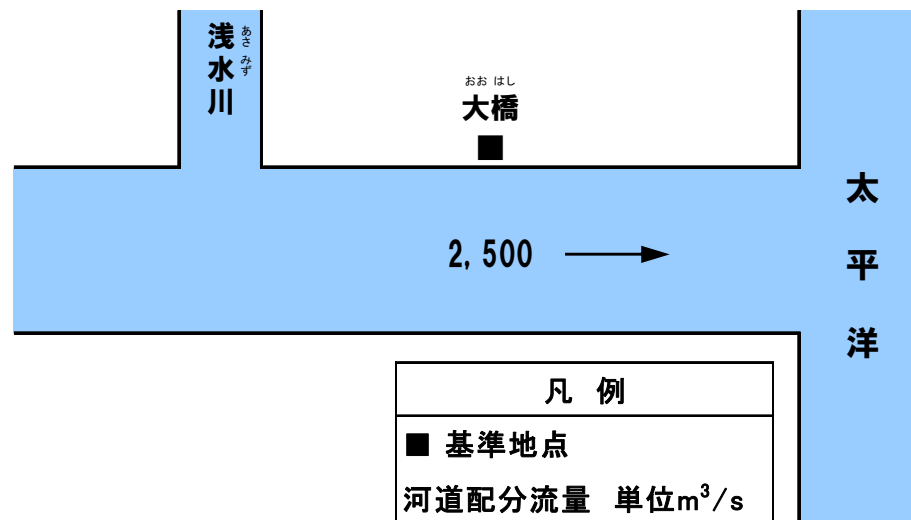 あさ みず
浅水川
おお はし
大橋
■
2,500
太平洋
凡 例
■ 基準地点
河道配分流量 単位m³/s